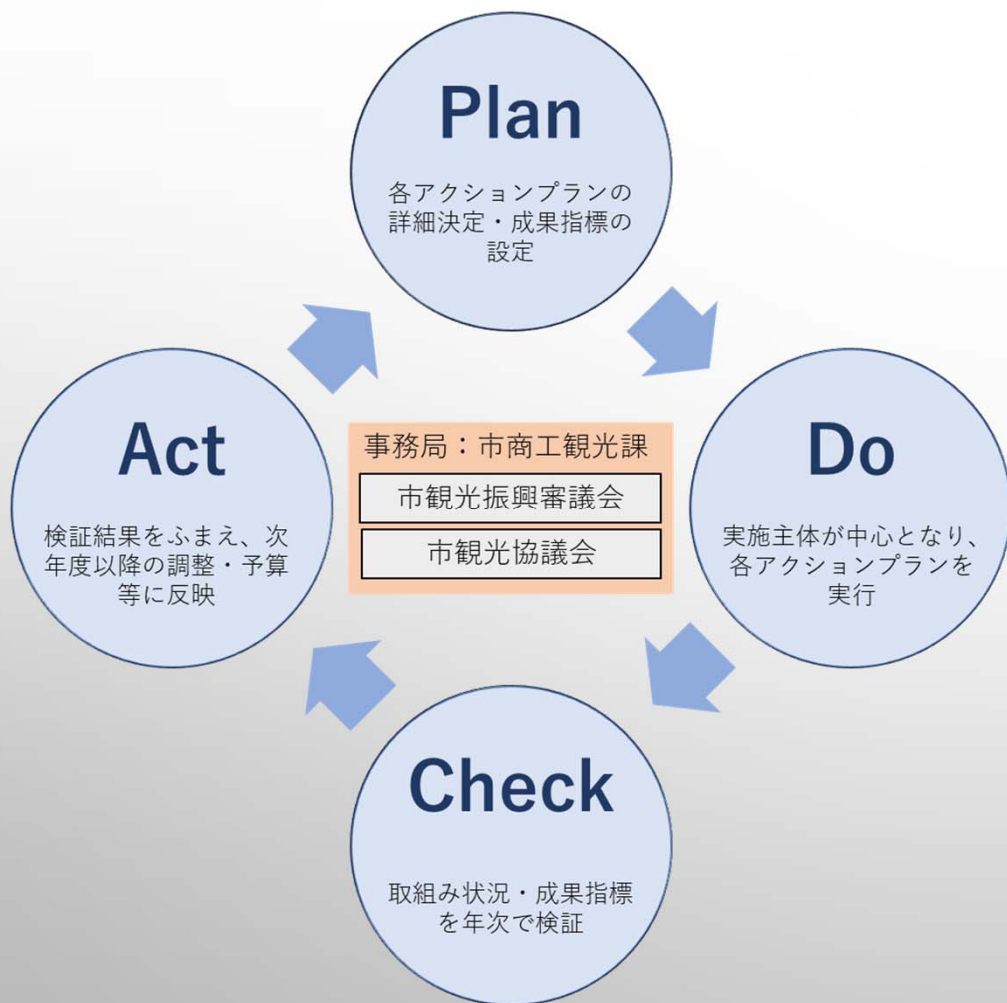 Plan
各アクションプランの
詳細決定・成果指標の
設定
Do
実施主体が中心となり、
各アクションプランを
実行
Check
取組み状況・成果指標
を年次で検証
Act
検証結果をふまえ、次
年度以降の調整・予算
等に反映
事務局：市商工観光課
市観光振興審議会
市観光協議会